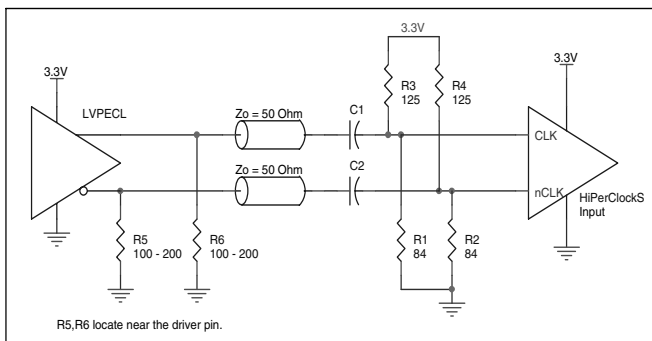 3.3V
3.3V
3.3V
LVPECL
R3
125
R4
125
Zo = 50 Ohm
C1
CLK
Zo = 50 Ohm
C2
nCLK
HiPerClockS
Input
R5
100 - 200
R6
100 - 200
R1
84
R2
84
R5,R6 locate near the driver pin.